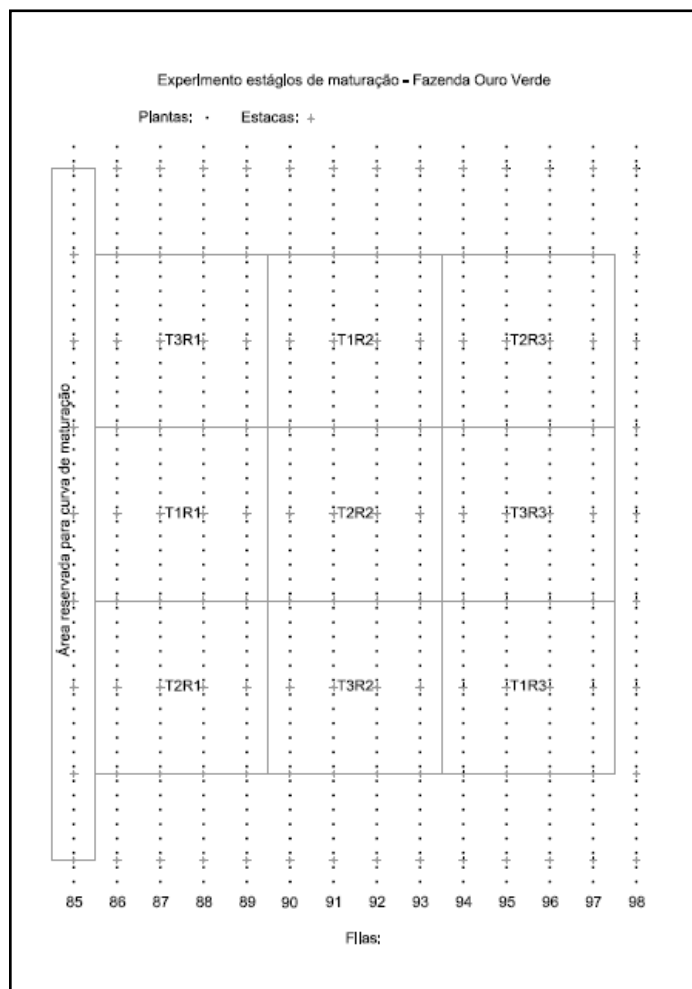 Experimento estágios de maturação - Fazenda Ouro Verde
Plantas: · Estacas: +
Área reservada para curva de maturação
T3R1 T1R2 T2R3
T1R1 T2R2 T3R3
T2R1 T3R2 T1R3
85 86 87 88 89 90 91 92 93 94 95 96 97 98
Filas: